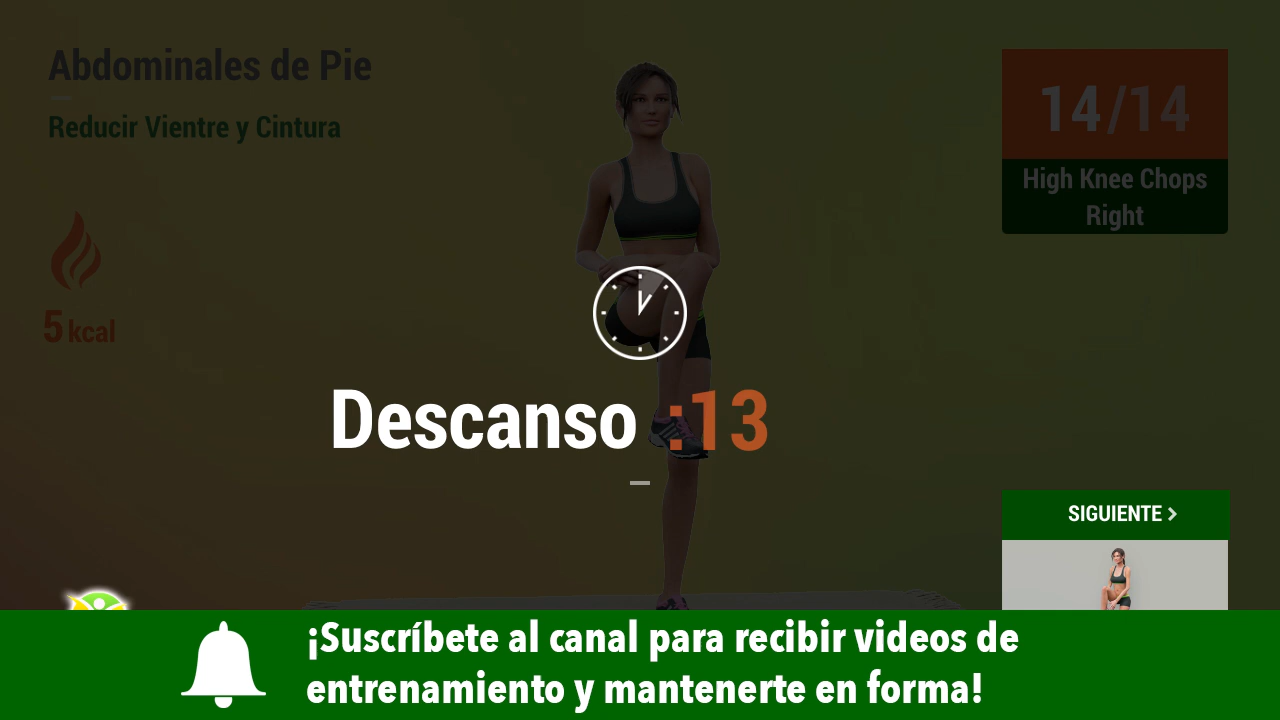 Abdominales de Pie
Reducir Vientre y Cintura
14/14
High Knee Chops
Right
5 kcal
Descanso :13
SIGUIENTE >
¡Suscríbete al canal para recibir videos de
entrenamiento y mantenerte en forma!